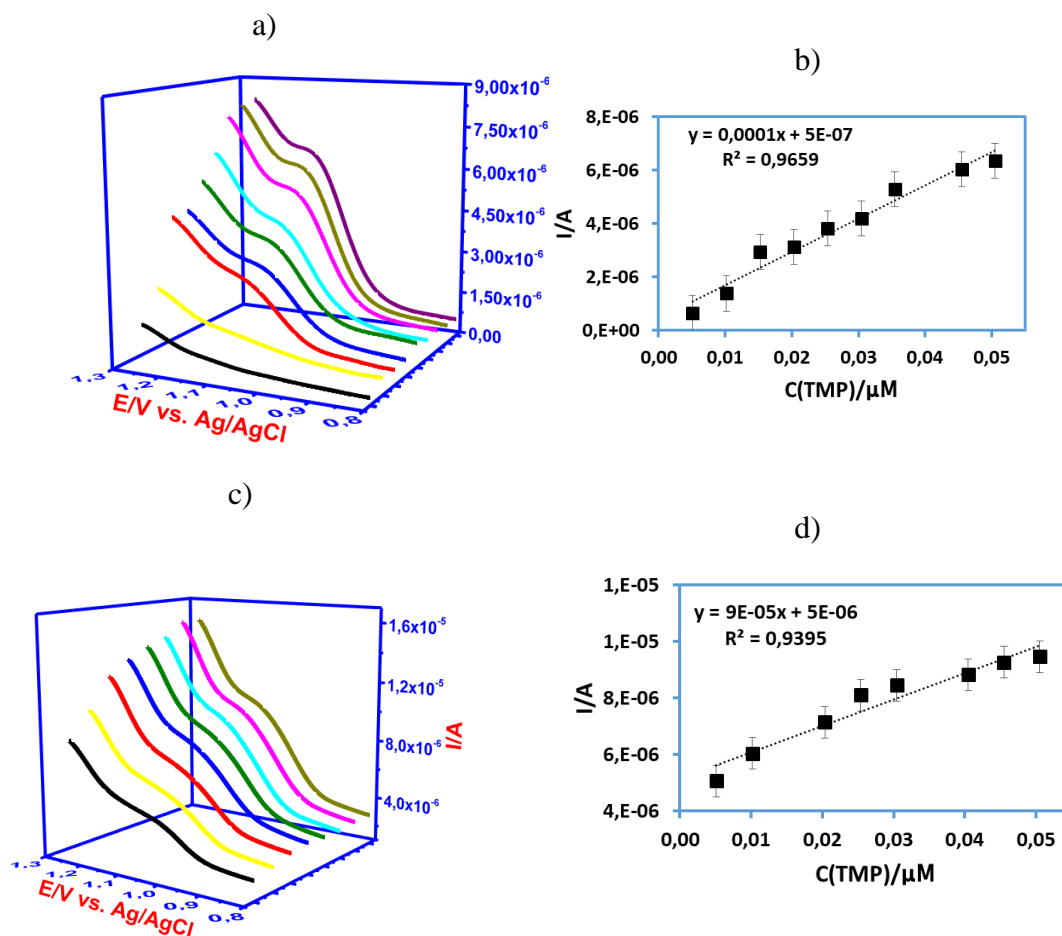 a)
9,00x10⁻⁶
7,50x10⁻⁶
6,00x10⁻⁶
4,50x10⁻⁶
3,00x10⁻⁶
1,50x10⁻⁶
0,00
I/A
1,3
1,2
1,1
1,0
0,9
0,8
E/V vs. Ag/AgCl
b)
8,E-06
6,E-06
4,E-06
2,E-06
0,E+00
I/A
y = 0,0001x + 5E-07
R² = 0,9659
0,00 0,01 0,02 0,03 0,04 0,05
C(TMP)/µM
c)
1,6x10⁻⁵
1,2x10⁻⁵
8,0x10⁻⁶
4,0x10⁻⁶
I/A
1,3
1,2
1,1
1,0
0,9
0,8
E/V vs. Ag/AgCl
d)
1,E-05
1,E-05
8,E-06
6,E-06
4,E-06
I/A
y = 9E-05x + 5E-06
R² = 0,9395
0,00 0,01 0,02 0,03 0,04 0,05
C(TMP)/µM